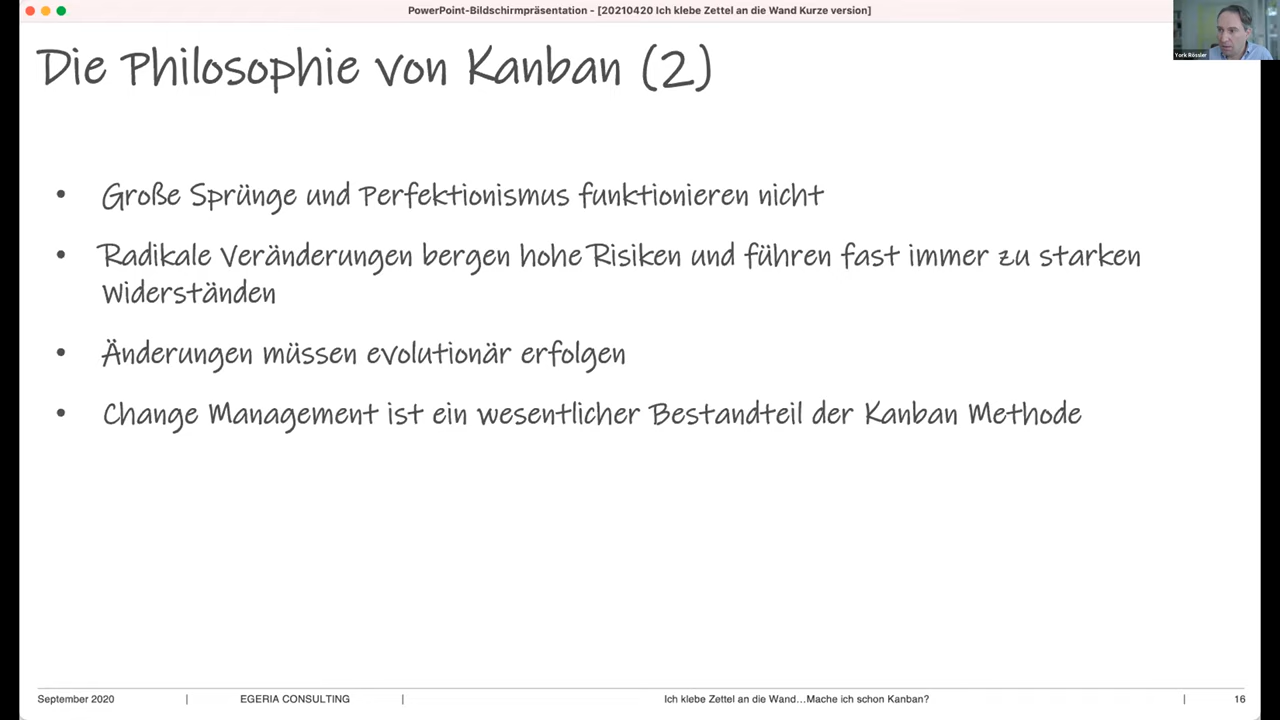 PowerPoint-Bildschirmpräsentation - [20210420 Ich klebe Zettel an die Wand Kurze version]
York Rössler
Die Philosophie von Kanban (2)
• Große Sprünge und Perfektionismus funktionieren nicht
• Radikale Veränderungen bergen hohe Risiken und führen fast immer zu starken
Widerständen
• Änderungen müssen evolutionär erfolgen
• Change Management ist ein wesentlicher Bestandteil der Kanban Methode
September 2020 | EGERIA CONSULTING | Ich klebe Zettel an die Wand...Mache ich schon Kanban? | 16